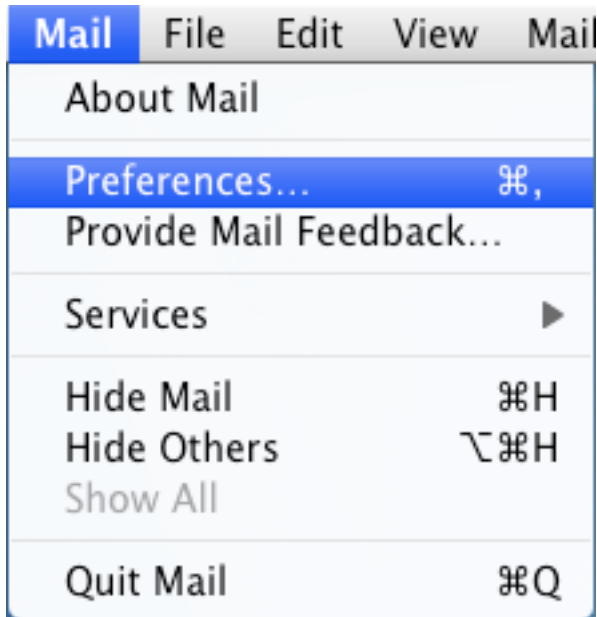 Mail File Edit View Mail
About Mail
Preferences... ⌘,
Provide Mail Feedback...
Services ▶
Hide Mail ⌘H
Hide Others ⌥⌘H
Show All
Quit Mail ⌘Q